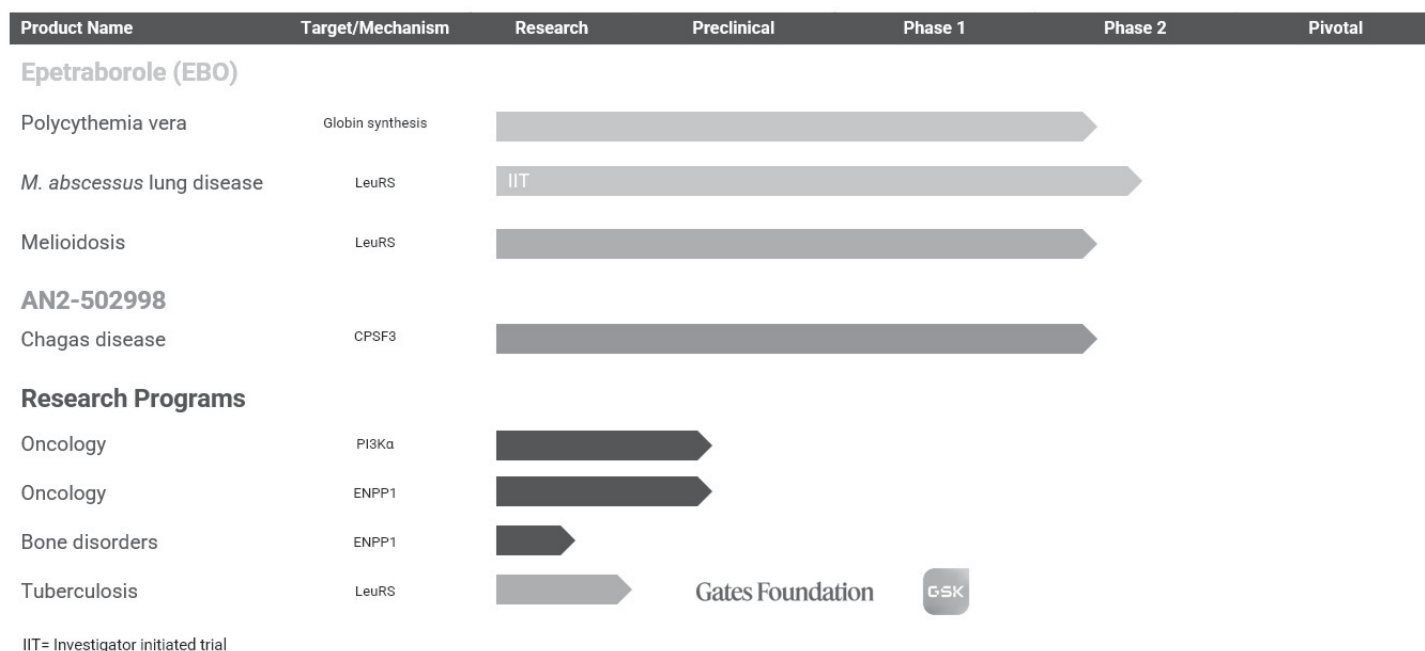 Product Name Target/Mechanism Research Preclinical Phase 1 Phase 2 Pivotal
Epetraborole (EBO)
Polycythemia vera Globin synthesis
M. abscessus lung disease LeuRS IIT
Melioidosis LeuRS
AN2-502998
Chagas disease CPSF3
Research Programs
Oncology PI3Kα
Oncology ENPP1
Bone disorders ENPP1
Tuberculosis LeuRS Gates Foundation GSK
IIT= Investigator initiated trial